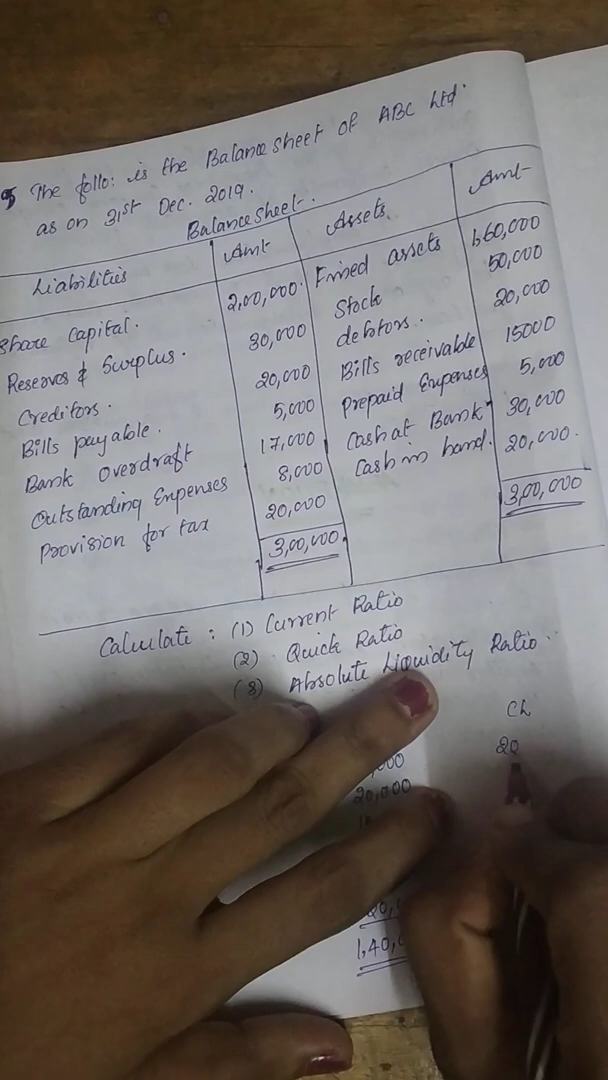 The follo: is the Balance sheet of ABC Ltd.
as on 31st Dec. 2019.
Balance sheet.
Liabilities Amt Assets Amt
Share Capital. 2,00,000. Fixed assets 1,60,000
Reserves & Surplus. 30,000 Stock 50,000
Creditors. 20,000 debtors. 20,000
Bills payable. 5,000 Bills receivable 15000
Bank Overdraft 17,000 Prepaid Expenses 5,000
Outstanding Expenses 8,000 Cash at Bank 30,000
Provision for tax 20,000 Cash in hand. 20,000.
3,00,000. 3,00,000
Calculate: (1) Current Ratio
(2) Quick Ratio
(3) Absolute Liquidity Ratio.
CL
20
20,000
1,40,